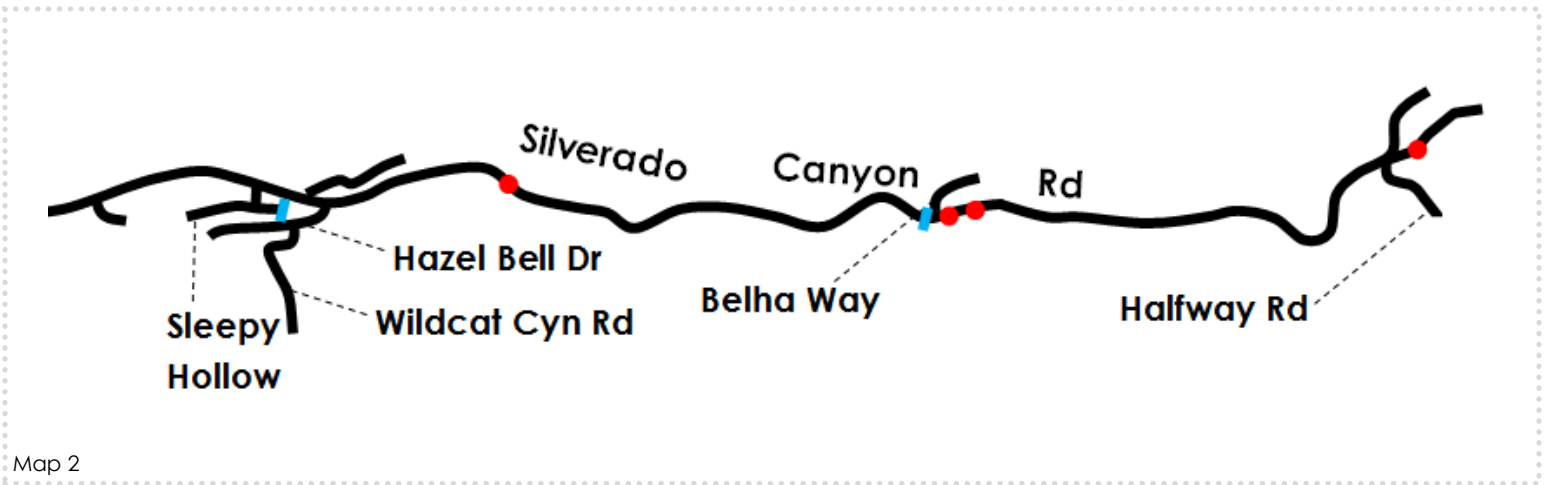 Silverado Canyon Rd
Hazel Bell Dr
Belha Way
Halfway Rd
Sleepy
Hollow
Wildcat Cyn Rd
Map 2